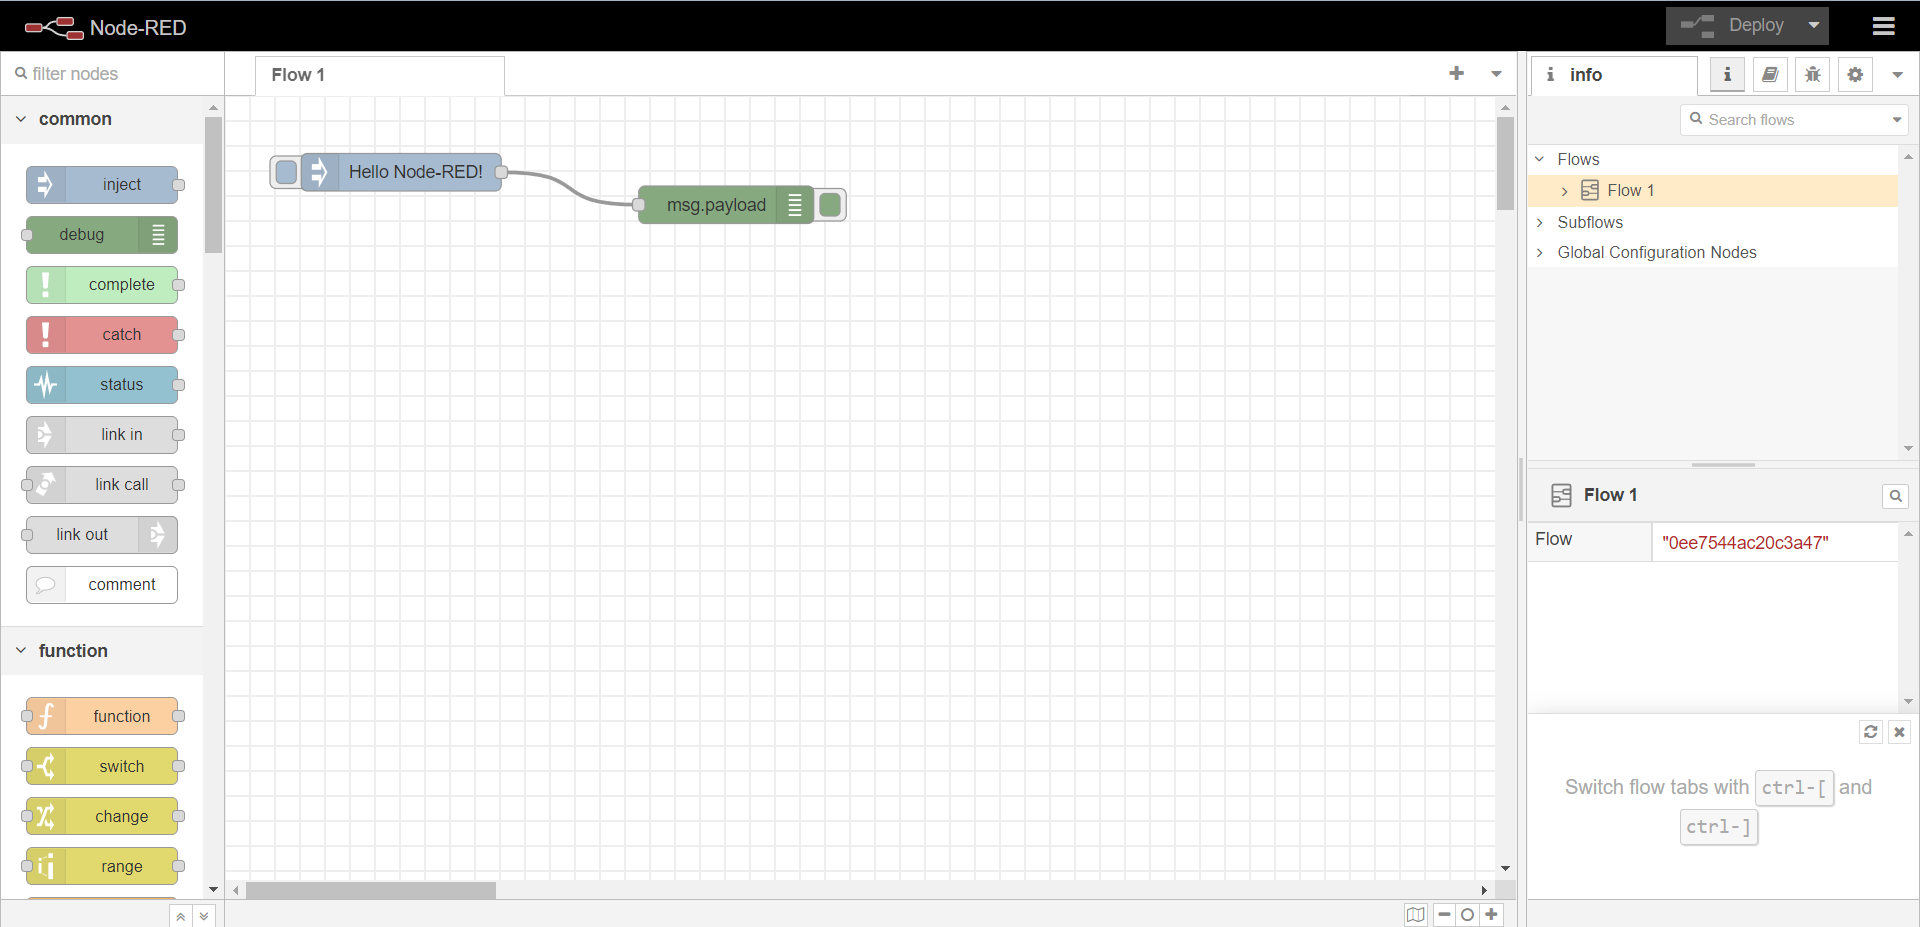 Node-RED
Deploy
filter nodes
Flow 1
info
common
Search flows
inject
debug
complete
catch
status
link in
link call
link out
comment
function
function
switch
change
range
Hello Node-RED!
msg.payload
Flows
Flow 1
Subflows
Global Configuration Nodes
Flow 1
Flow "0ee7544ac20c3a47"
Switch flow tabs with ctrl-[ and
ctrl-]